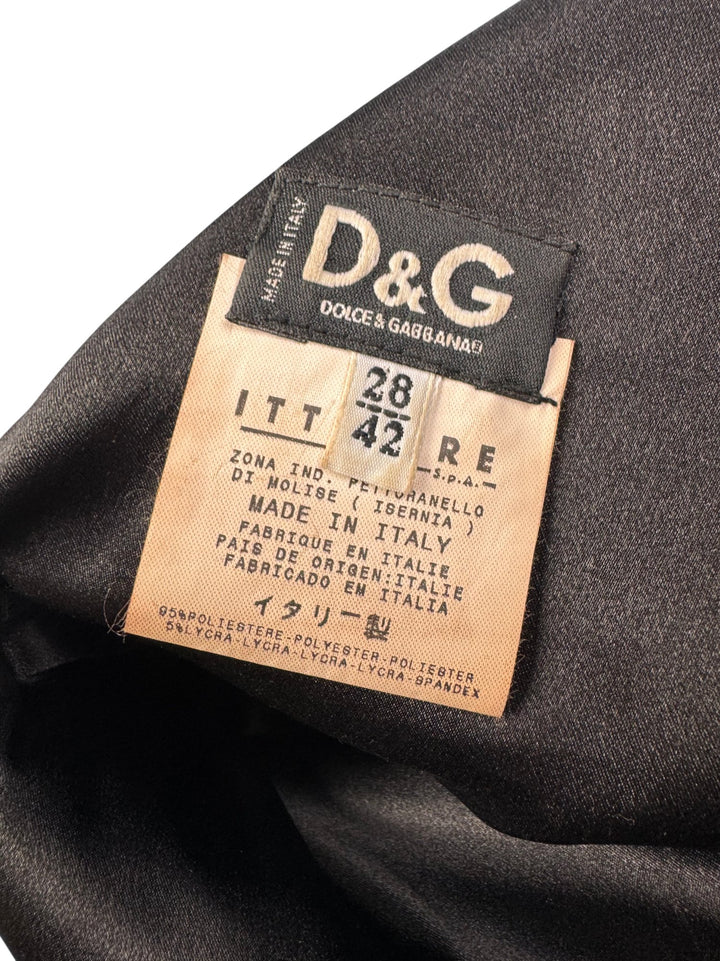 MADE IN ITALY
D&G
DOLCE & GABBANA®
28
42
ITT RE
S.p.A.
ZONA IND. PETTORANELLO
DI MOLISE ( ISERNIA )
MADE IN ITALY
FABRIQUE EN ITALIE
PAIS DE ORIGEN:ITALIE
FABRICADO EM ITALIA
イタリー製
95%POLIESTERE-POLYESTER-POLIESTER
5%LYCRA-LYCRA-LYCRA-LYCRA-SPANDEX